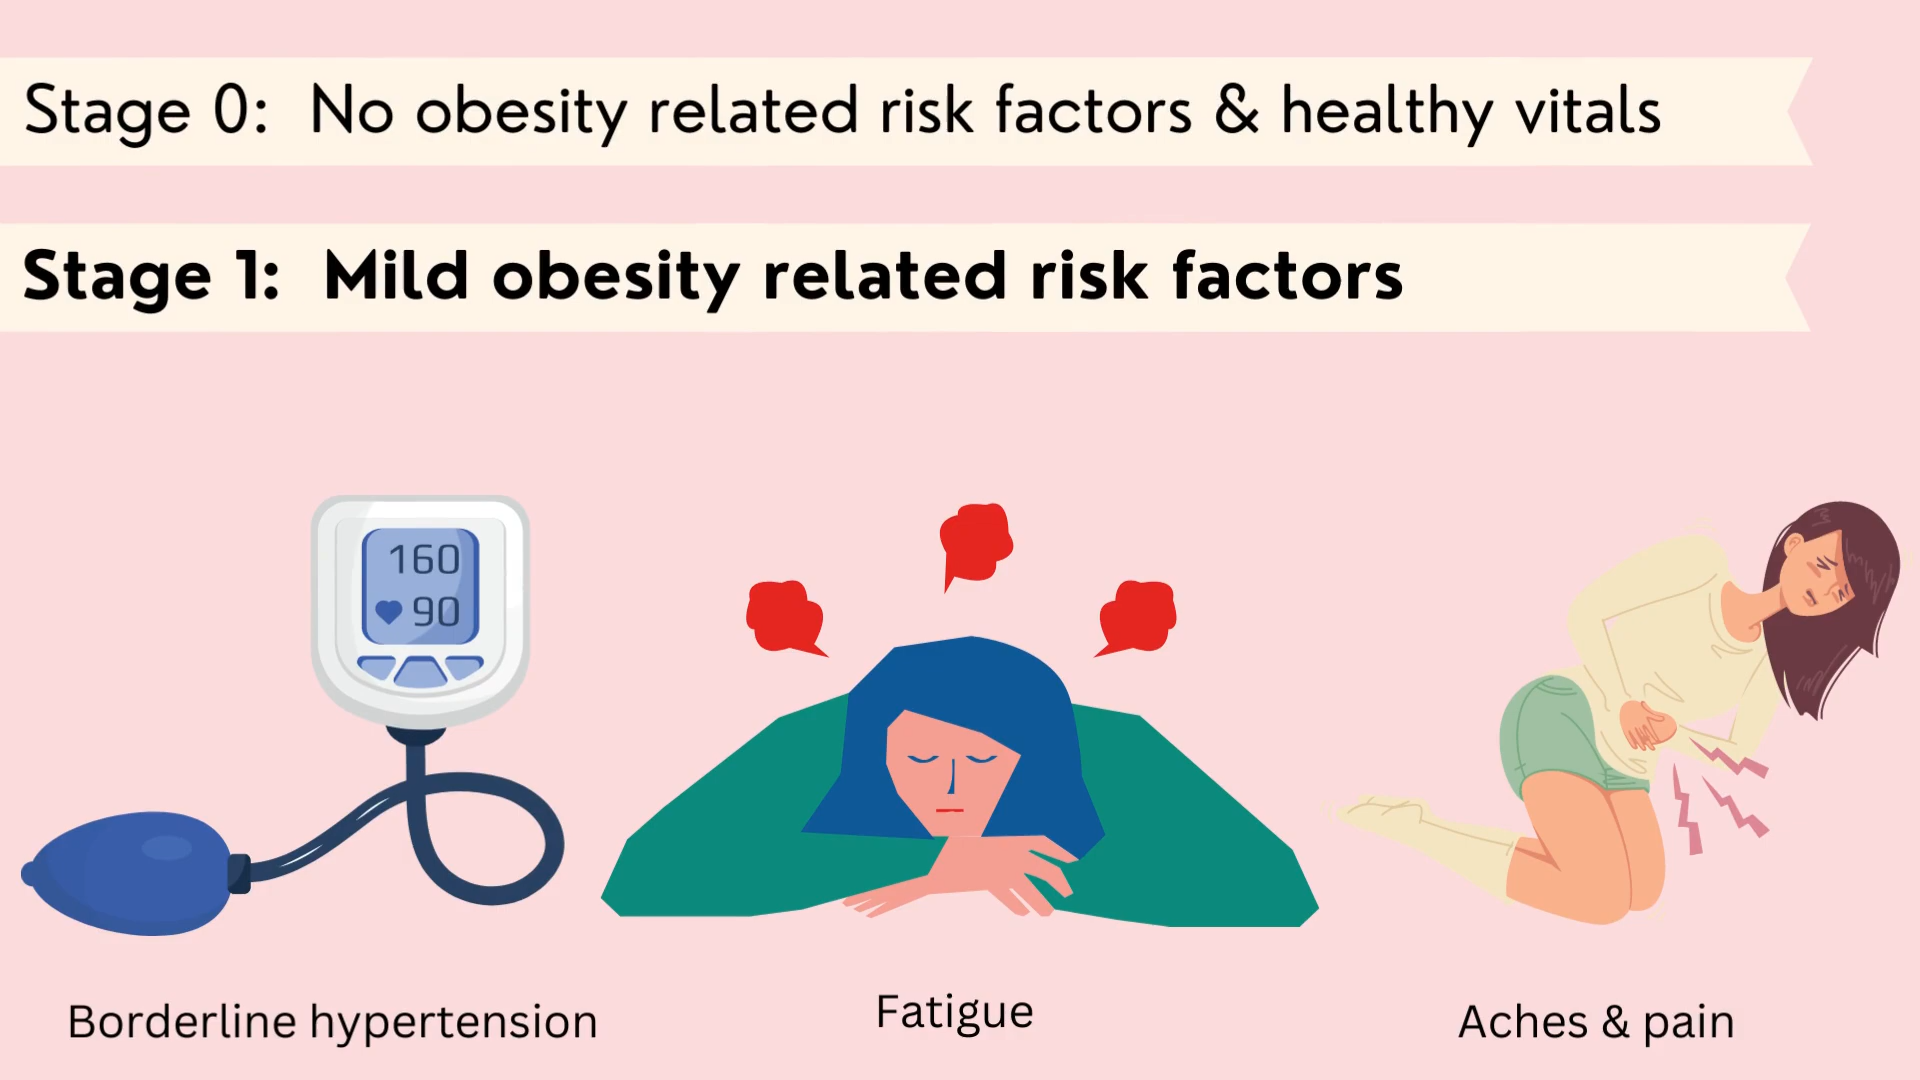 Stage 0: No obesity related risk factors & healthy vitals
Stage 1: Mild obesity related risk factors
160
90
Borderline hypertension
Fatigue
Aches & pain